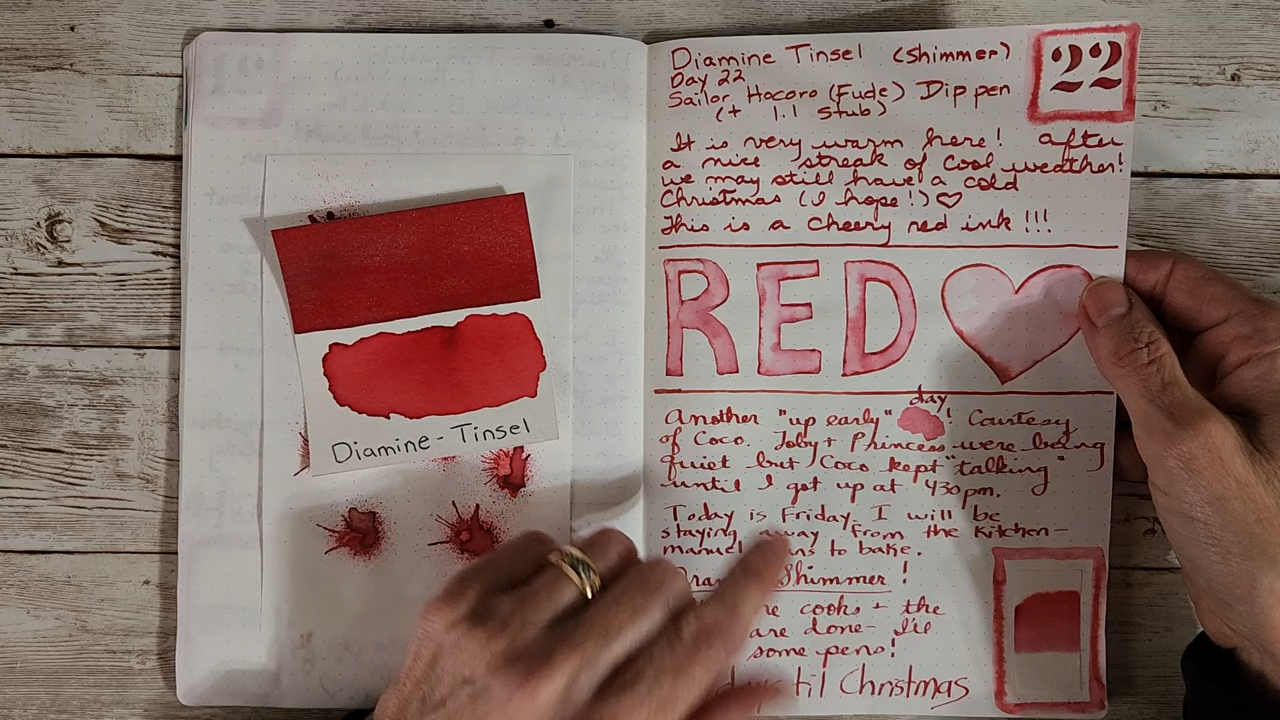 Diamine - Tinsel
Diamine Tinsel (Shimmer)
22
Day 22
Sailor Hocoro (Fude) Dip pen
(+ 1.1 Stub)
It is very warm here! after
a nice streak of cool weather!
we may still have a cold
Christmas (I hope!)♡
This is a cheery red ink !!!
RED
Another "up early" day! Courtesy
of Coco. Toby + Princess were being
quiet but Coco kept "talking"
until I got up at 430pm.
Today is Friday I will be
staying away from the kitchen-
manuel to bake.
Shimmer !
cooks + the
are done- I'll
some pens!
til Christmas